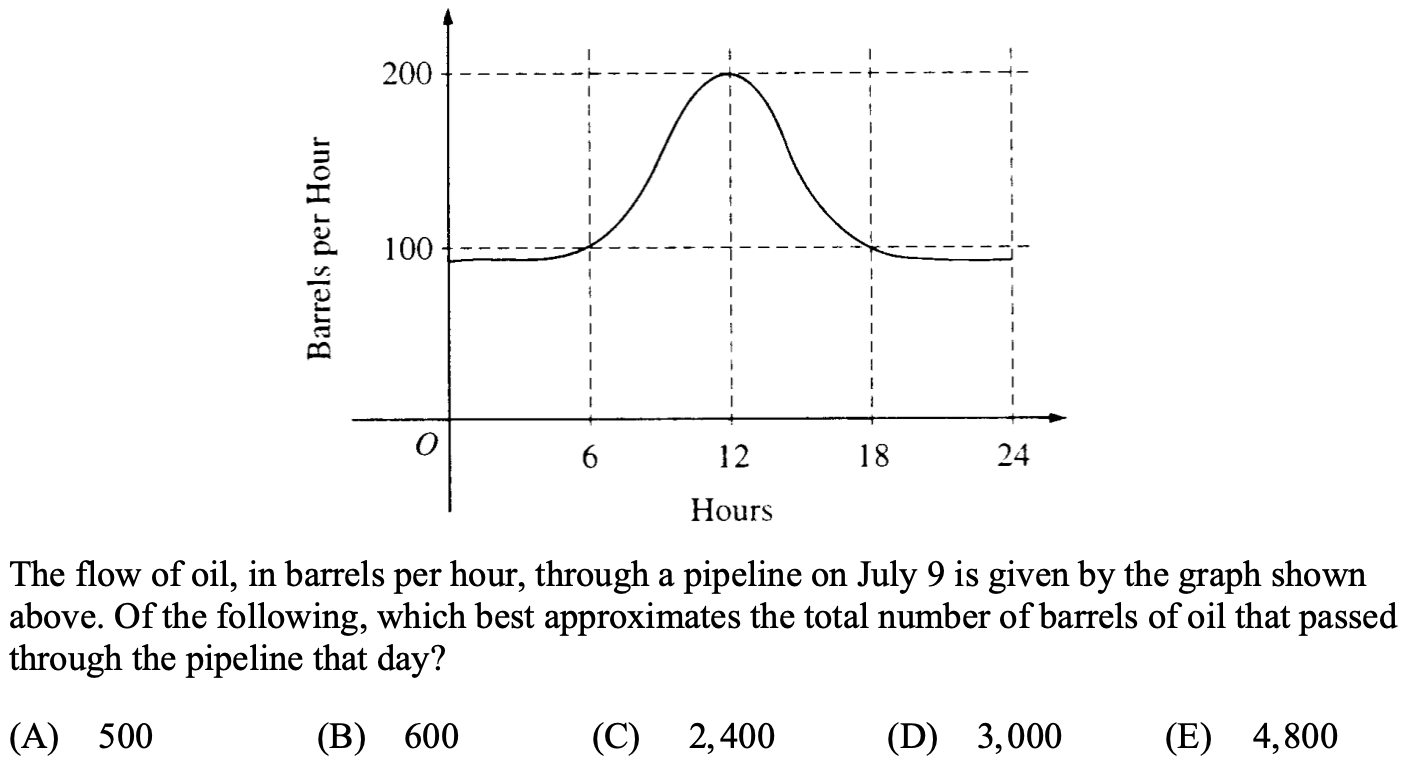 200
100
Barrels per Hour
O
6
12
18
24
Hours
The flow of oil, in barrels per hour, through a pipeline on July 9 is given by the graph shown
above. Of the following, which best approximates the total number of barrels of oil that passed
through the pipeline that day?
(A) 500 (B) 600 (C) 2,400 (D) 3,000 (E) 4,800